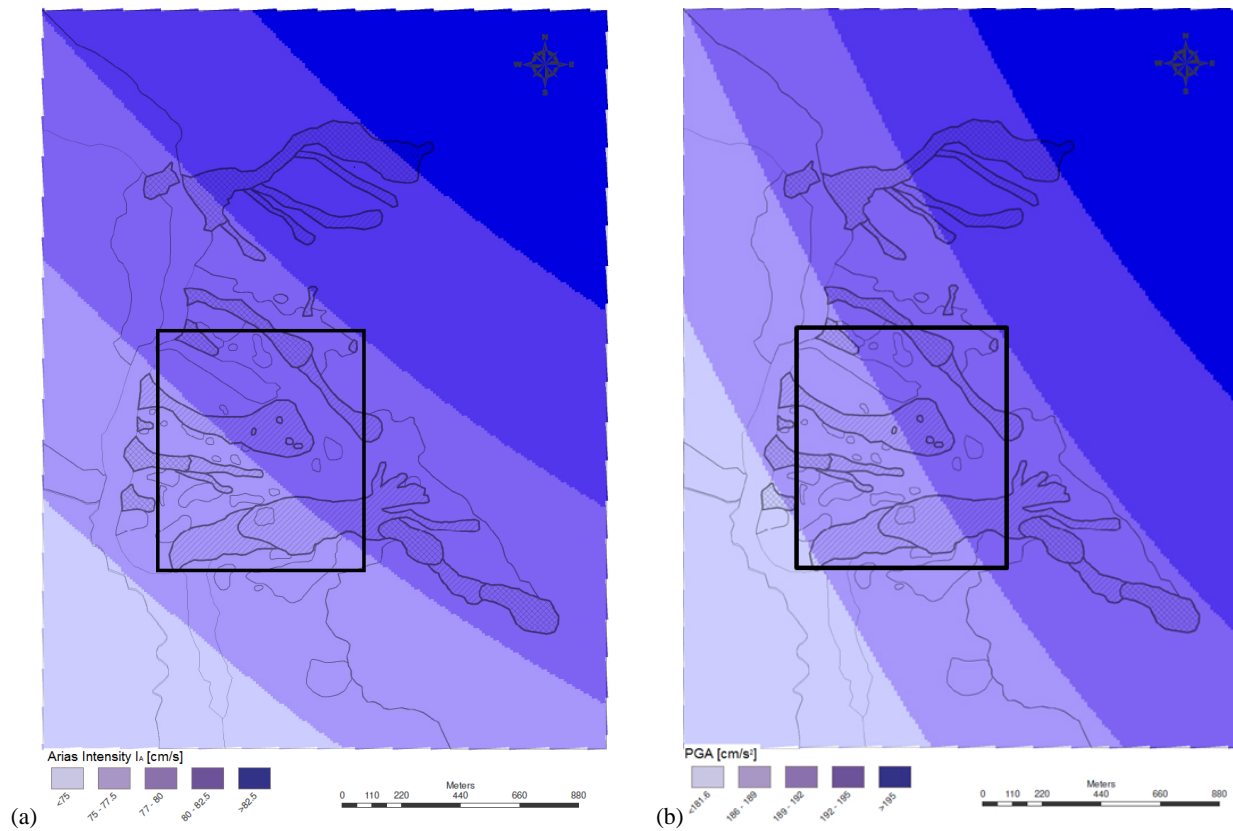 N
W E
S
N
W E
S
Arias Intensity IA [cm/s]
<75
75 - 77.5
77 - 80
80 - 82.5
>82.5
Meters
0 110 220 440 660 880
(a)
PGA [cm/s²]
<181.6
186 - 189
189 - 192
192 - 195
>195
Meters
0 110 220 440 660 880
(b)